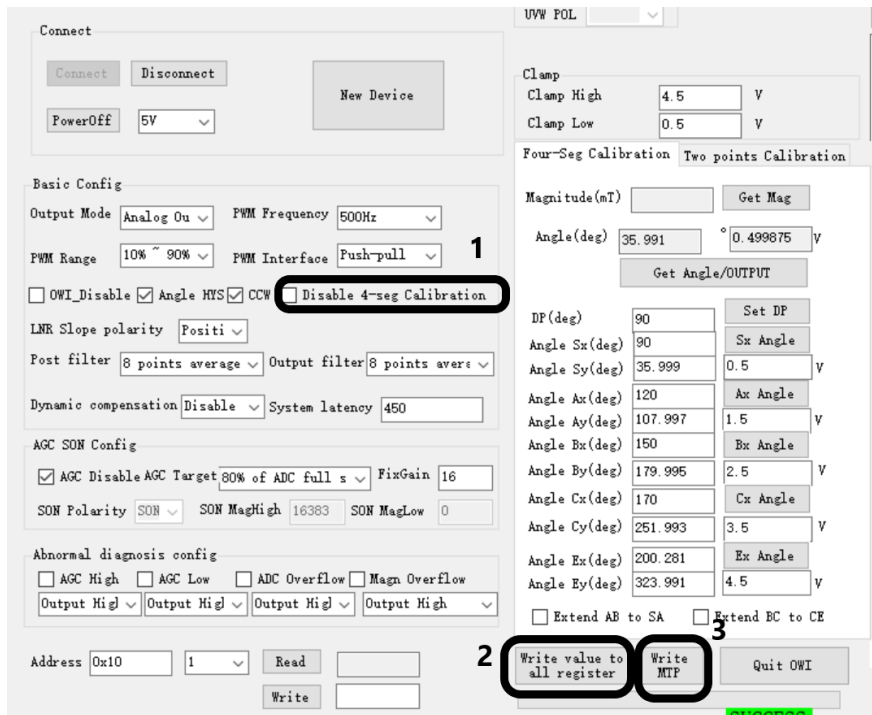 UVW POL
Connect
Connect Disconnect
New Device
PowerOff 5V
Clamp
Clamp High 4.5 V
Clamp Low 0.5 V
Four-Seg Calibration Two points Calibration
Basic Config
Output Mode Analog Ou PWM Frequency 500Hz
PWM Range 10% ~ 90% PWM Interface Push-pull
1
OWI_Disable Angle HYS CCW Disable 4-seg Calibration
LNR Slope polarity Positi
Post filter 8 points average Output filter 8 points avera
Dynamic compensation Disable System latency 450
AGC SON Config
AGC Disable AGC Target 80% of ADC full s FixGain 16
SON Polarity SON SON MagHigh 16383 SON MagLow 0
Abnormal diagnosis config
AGC High AGC Low ADC Overflow Magn Overflow
Output Higl Output Higl Output Higl Output High
Address 0x10 1 Read
Write
Magnitude(mT) Get Mag
Angle(deg) 35.991 ° 0.499875 V
Get Angle/OUTPUT
DP(deg) 90 Set DP
Angle Sx(deg) 90 Sx Angle
Angle Sy(deg) 35.999 0.5 V
Angle Ax(deg) 120 Ax Angle
Angle Ay(deg) 107.997 1.5 V
Angle Bx(deg) 150 Bx Angle
Angle By(deg) 179.995 2.5 V
Angle Cx(deg) 170 Cx Angle
Angle Cy(deg) 251.993 3.5 V
Angle Ex(deg) 200.281 Ex Angle
Angle Ey(deg) 323.991 4.5 V
Extend AB to SA Extend BC to CE
2 3
Write value to
all register
Write
MTP
Quit OWI